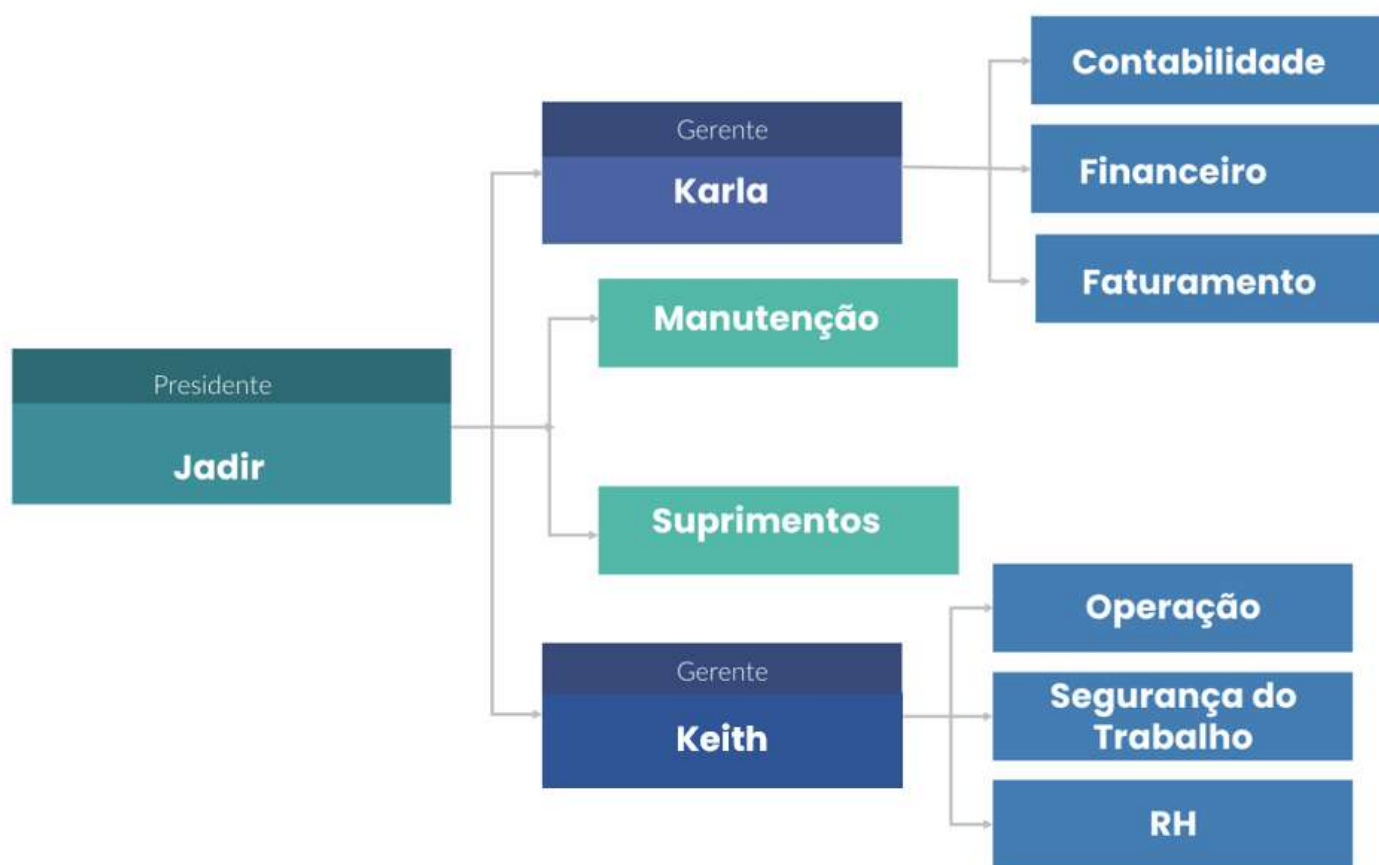 Presidente
Jadir
Gerente
Karla
Contabilidade
Financeiro
Faturamento
Manutenção
Suprimentos
Gerente
Keith
Operação
Segurança do
Trabalho
RH